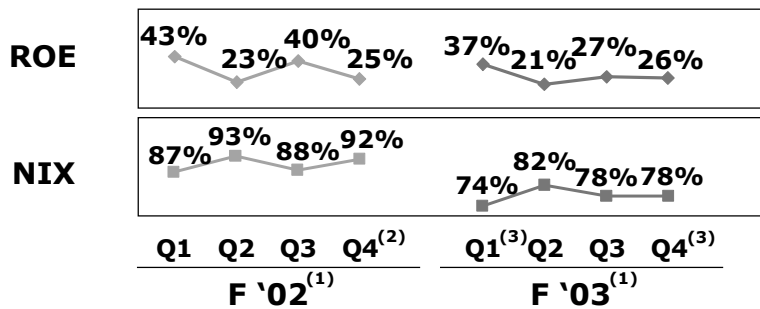 ROE 43% 23% 40% 25% 37% 21% 27% 26%
NIX 87% 93% 88% 92% 74% 82% 78% 78%
Q1 Q2 Q3 Q4(2) Q1(3) Q2 Q3 Q4(3)
F ‘02(1) F ‘03(1)